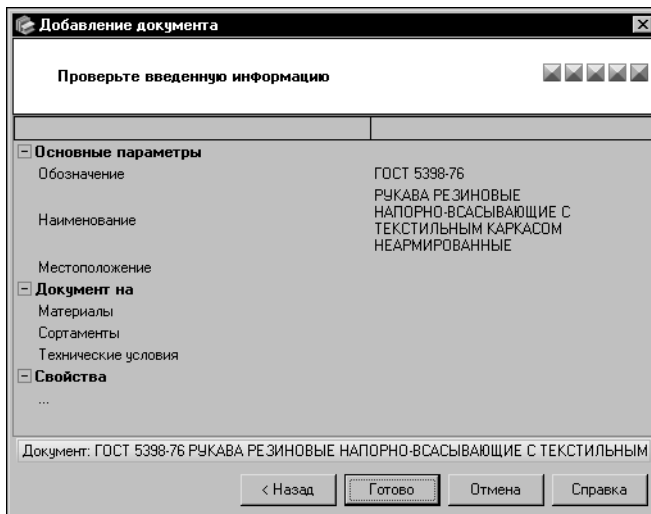 Добавление документа
Проверьте введенную информацию
Основные параметры
Обозначение
ГОСТ 5398-76
Наименование
РУКАВА РЕЗИНОВЫЕ
НАПОРНО-ВСАСЫВАЮЩИЕ С
ТЕКСТИЛЬНЫМ КАРКАСОМ
НЕАРМИРОВАННЫЕ
Местоположение
Документ на
Материалы
Сортаменты
Технические условия
Свойства
...
Документ: ГОСТ 5398-76 РУКАВА РЕЗИНОВЫЕ НАПОРНО-ВСАСЫВАЮЩИЕ С ТЕКСТИЛЬНЫМ
< Назад
Готово
Отмена
Справка